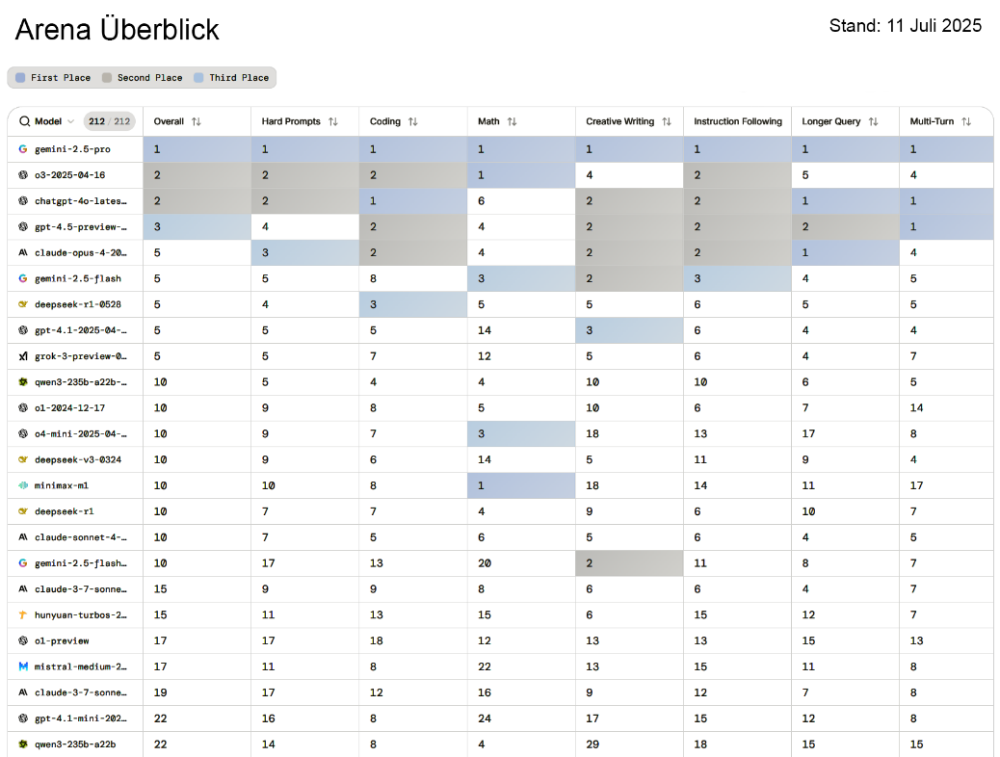 Arena Überblick
Stand: 11 Juli 2025
First Place Second Place Third Place
Model 212 / 212 Overall Hard Prompts Coding Math Creative Writing Instruction Following Longer Query Multi-Turn
gemini-2.5-pro 1 1 1 1 1 1 1 1
o3-2025-04-16 2 2 2 1 4 2 5 4
chatgpt-4o-lates… 2 2 1 6 2 2 1 1
gpt-4.5-preview-… 3 4 2 4 2 2 2 1
claude-opus-4-20… 5 3 2 4 2 2 1 4
gemini-2.5-flash 5 5 8 3 2 3 4 5
deepseek-r1-0528 5 4 3 5 5 6 5 5
gpt-4.1-2025-04-… 5 5 5 14 3 6 4 4
grok-3-preview-0… 5 5 7 12 5 6 4 7
qwen3-235b-a22b-… 10 5 4 4 10 10 6 5
o1-2024-12-17 10 9 8 5 10 6 7 14
o4-mini-2025-04-… 10 9 7 3 18 13 17 8
deepseek-v3-0324 10 9 6 14 5 11 9 4
minimax-m1 10 10 8 1 18 14 11 17
deepseek-r1 10 7 7 4 9 6 10 7
claude-sonnet-4-… 10 7 5 6 5 6 4 5
gemini-2.5-flash… 10 17 13 20 2 11 8 7
claude-3-7-sonne… 15 9 9 8 6 6 4 7
hunyuan-turbos-2… 15 11 13 15 6 15 12 7
o1-preview 17 17 18 12 13 13 15 13
mistral-medium-2… 17 11 8 22 13 15 11 8
claude-3-7-sonne… 19 17 12 16 9 12 7 8
gpt-4.1-mini-202… 22 16 8 24 17 15 12 8
qwen3-235b-a22b 22 14 8 4 29 18 15 15